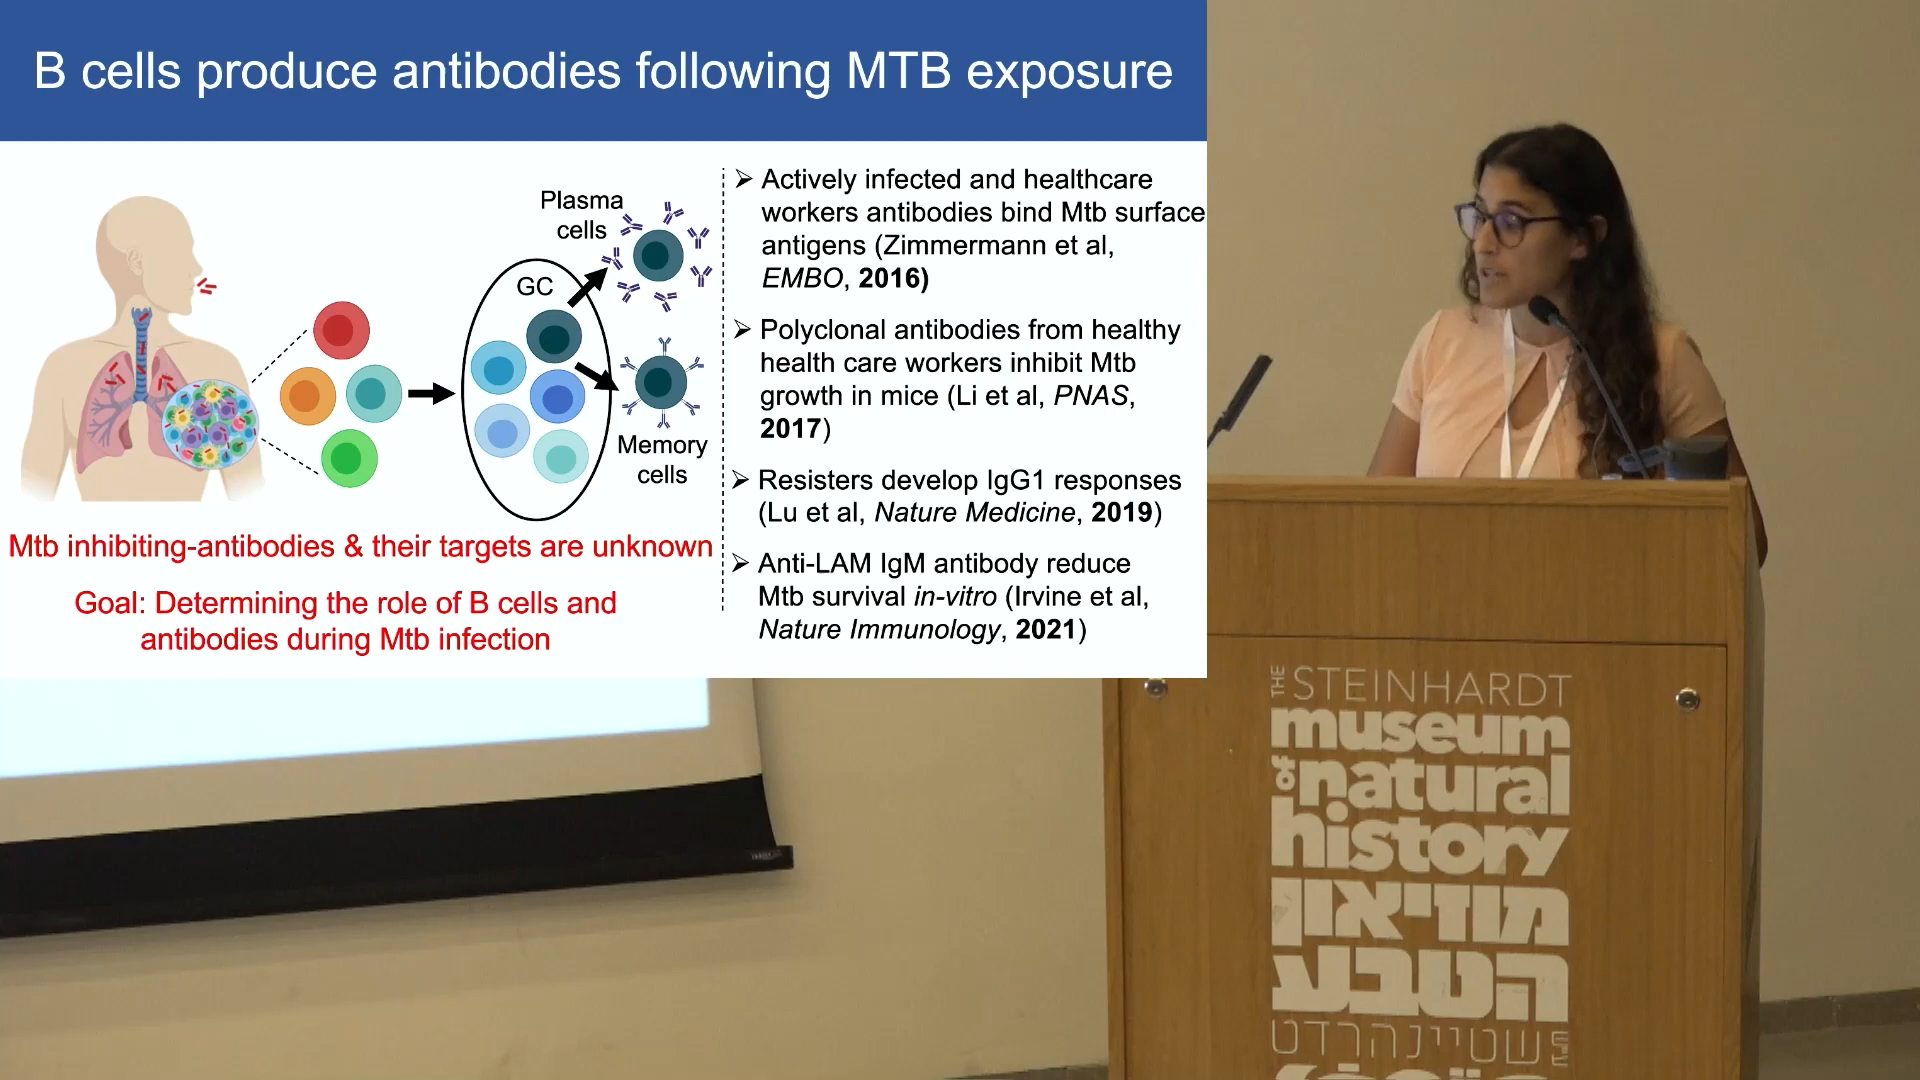 B cells produce antibodies following MTB exposure
Plasma
cells
GC
Memory
cells
Mtb inhibiting-antibodies & their targets are unknown
Goal: Determining the role of B cells and
antibodies during Mtb infection
➢ Actively infected and healthcare
workers antibodies bind Mtb surface
antigens (Zimmermann et al,
EMBO, 2016)
➢ Polyclonal antibodies from healthy
health care workers inhibit Mtb
growth in mice (Li et al, PNAS,
2017)
➢ Resisters develop IgG1 responses
(Lu et al, Nature Medicine, 2019)
➢ Anti-LAM IgM antibody reduce
Mtb survival in-vitro (Irvine et al,
Nature Immunology, 2021)
THE STEINHARDT
museum
of natural
history
מוזיאון
הטבע
שטיינהרדט